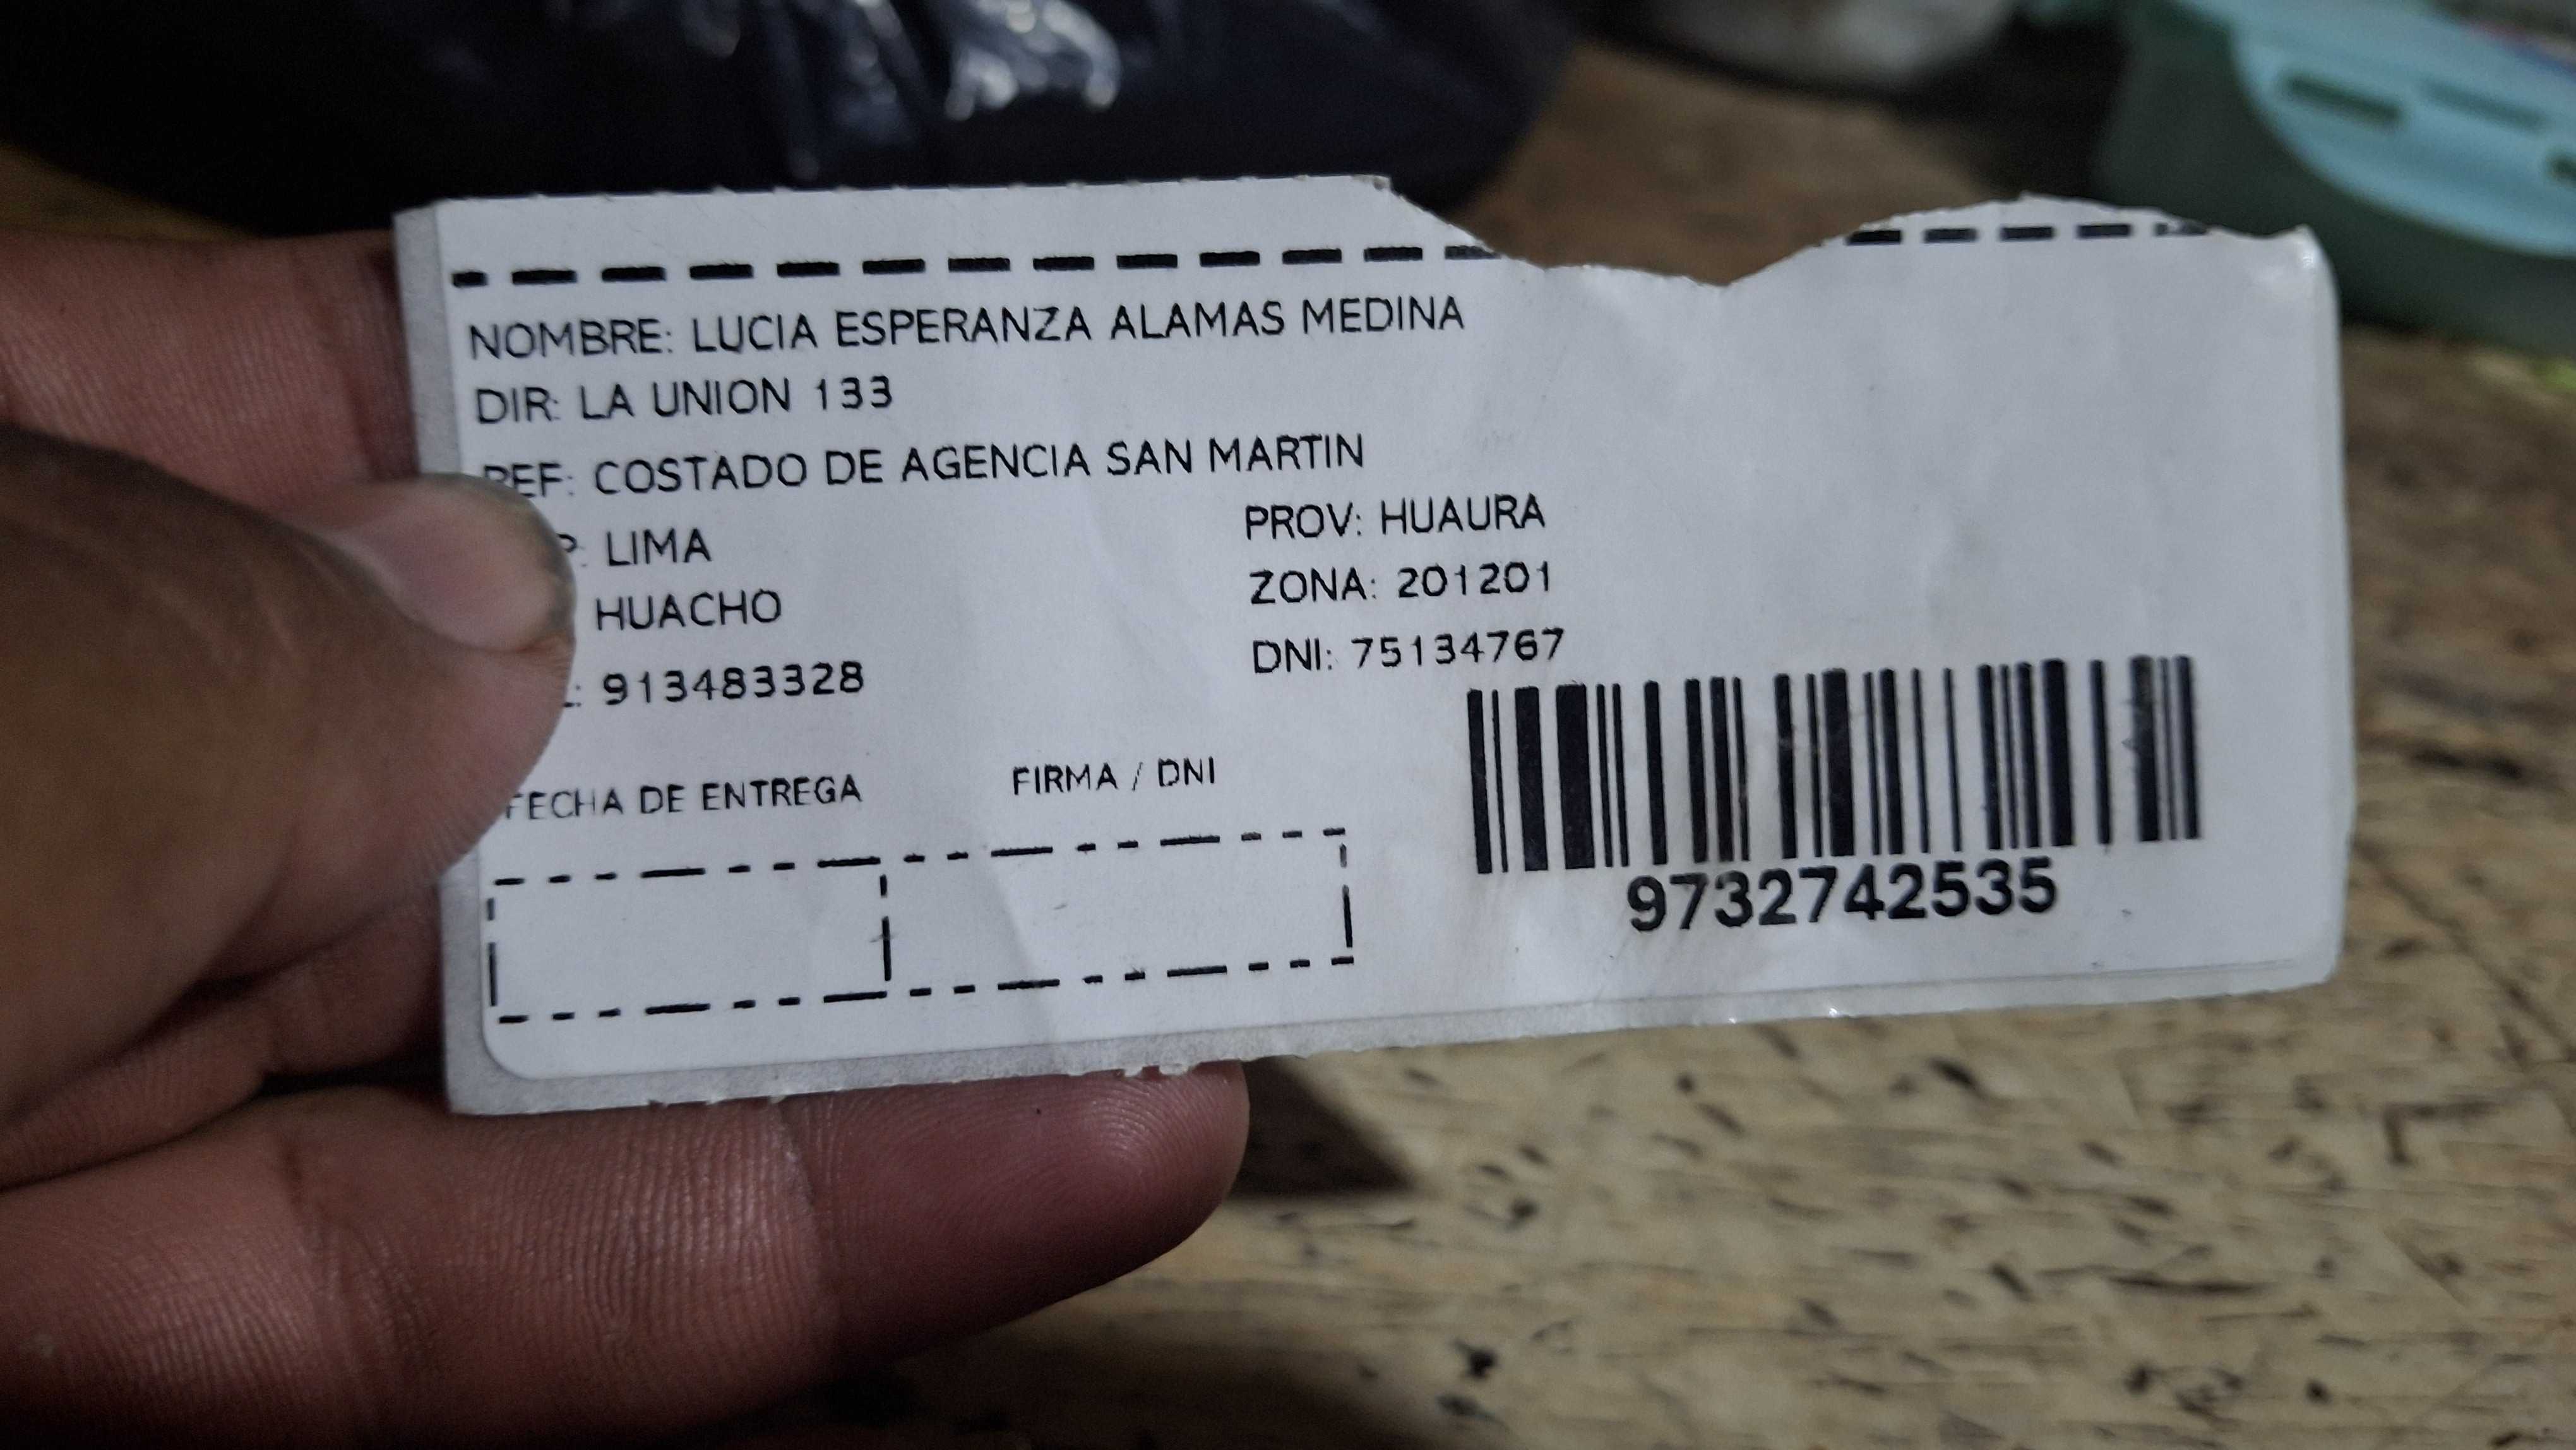 NOMBRE: LUCIA ESPERANZA ALAMAS MEDINA
DIR: LA UNION 133
REF: COSTADO DE AGENCIA SAN MARTIN
LIMA PROV: HUAURA
HUACHO ZONA: 201201
913483328 DNI: 75134767
FECHA DE ENTREGA FIRMA / DNI
9732742535